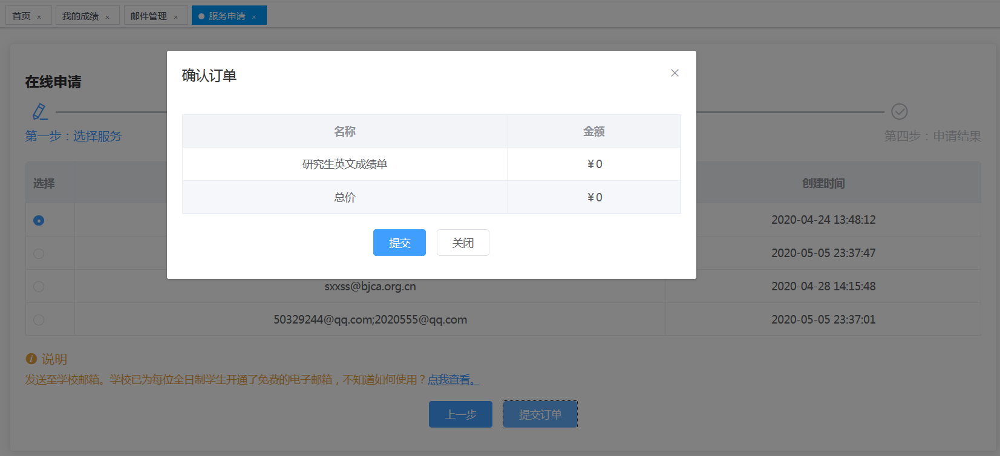 首页 × 我的成绩 × 邮件管理 × 服务申请 ×
在线申请
确认订单 ×
第一步：选择服务
第四步：申请结果
名称 金额
研究生英文成绩单 ¥ 0
总价 ¥ 0
提交 关闭
选择 创建时间
2020-04-24 13:48:12
2020-05-05 23:37:47
sxxss@bjca.org.cn 2020-04-28 14:15:48
50329244@qq.com;2020555@qq.com 2020-05-05 23:37:01
说明
发送至学校邮箱。学校已为每位全日制学生开通了免费的电子邮箱，不知道如何使用？点我查看。
上一步 提交订单